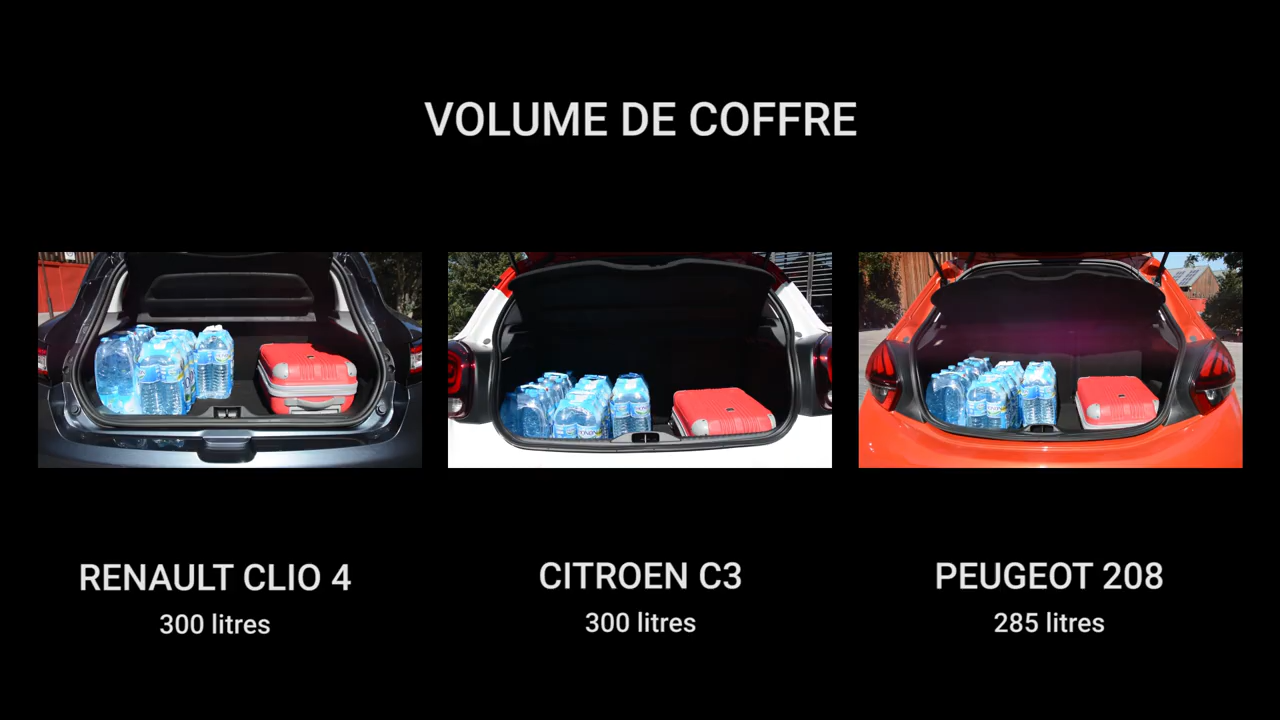 VOLUME DE COFFRE
RENAULT CLIO 4
300 litres
CITROEN C3
300 litres
PEUGEOT 208
285 litres